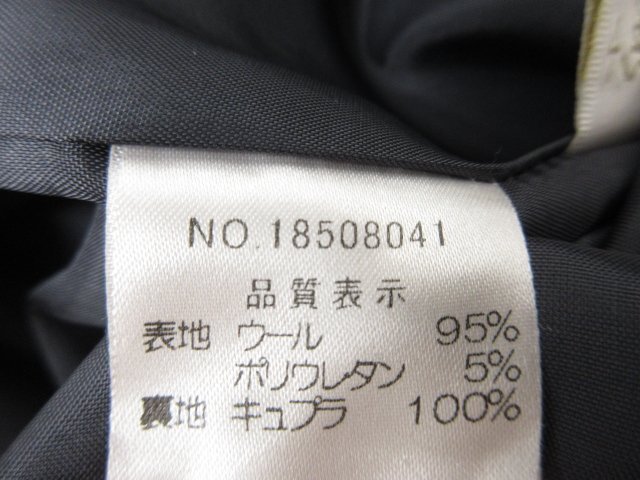 NO.18508041
品質表示
表地 ウール 95%
ポリウレタン 5%
裏地 キュプラ 100%